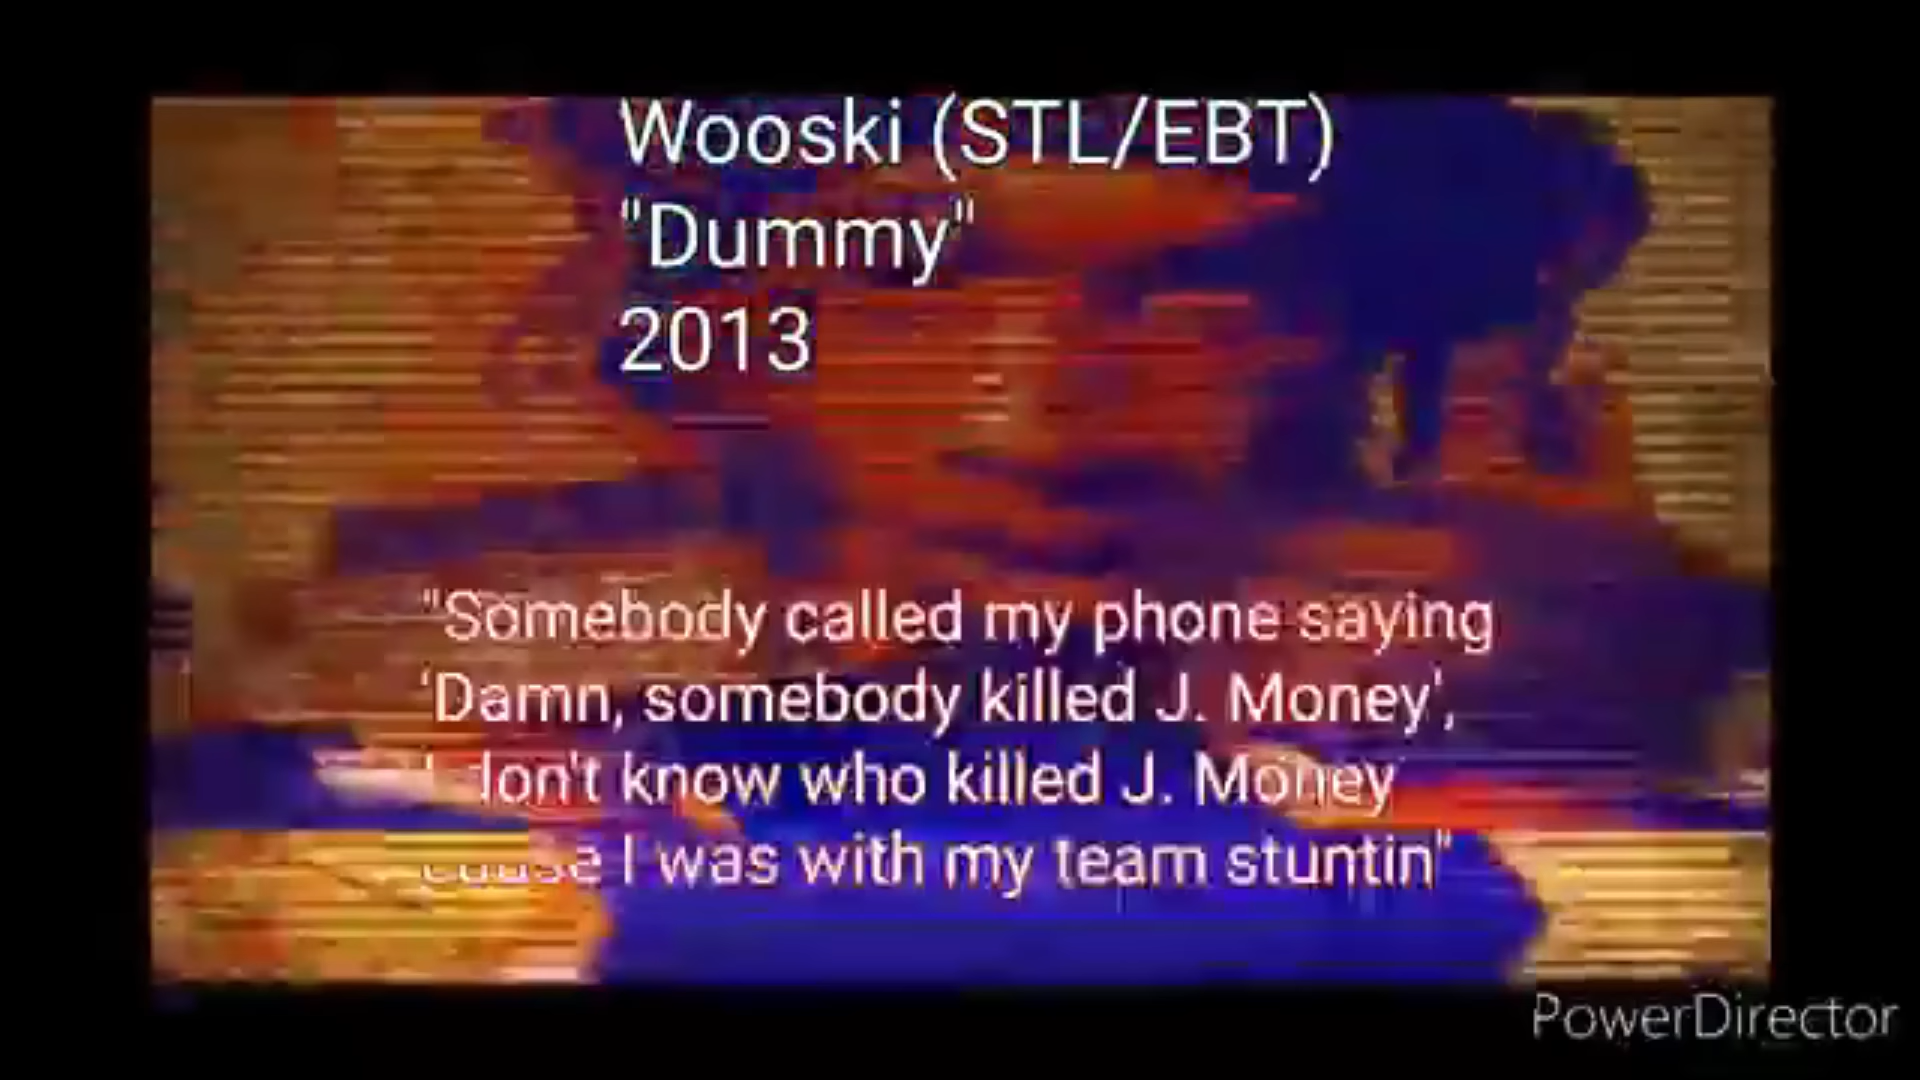 Wooski (STL/EBT)
"Dummy"
2013
"Somebody called my phone saying
'Damn, somebody killed J. Money',
don't know who killed J. Money
cause I was with my team stuntin"
PowerDirector